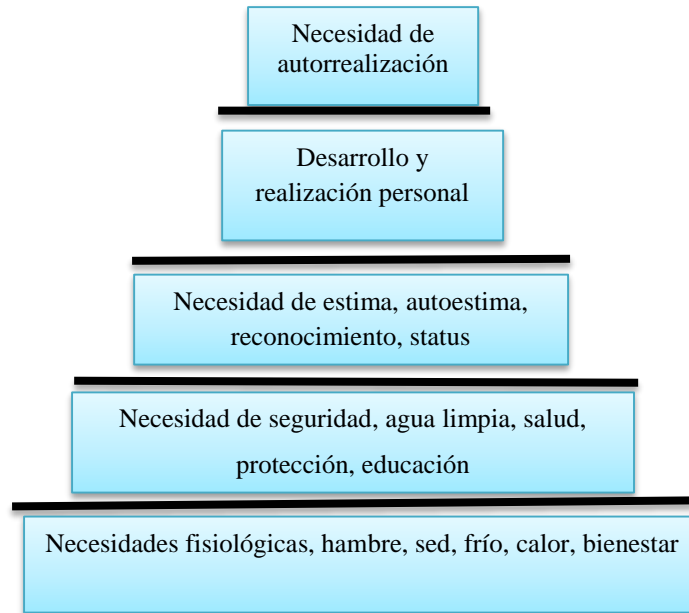 Necesidad de
autorrealización
Desarrollo y
realización personal
Necesidad de estima, autoestima,
reconocimiento, status
Necesidad de seguridad, agua limpia, salud,
protección, educación
Necesidades fisiológicas, hambre, sed, frío, calor, bienestar